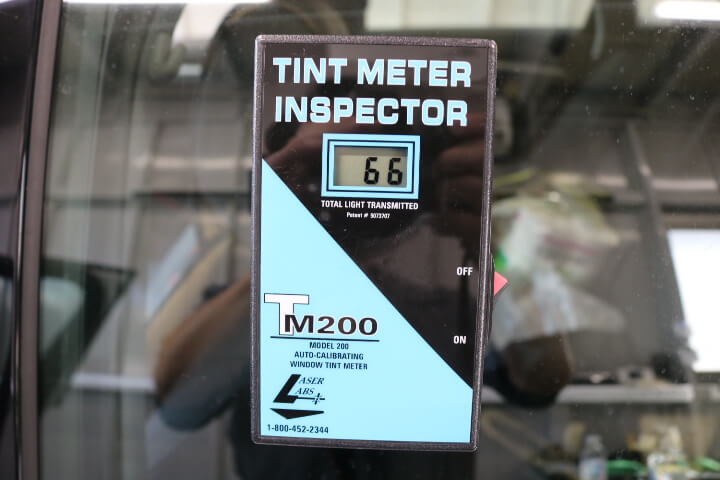 TINT METER
INSPECTOR
66
TOTAL LIGHT TRANSMITTED
Patent # 5073707
OFF
ON
TM200
MODEL 200
AUTO-CALIBRATING
WINDOW TINT METER
LASER
LABS
1-800-452-2344